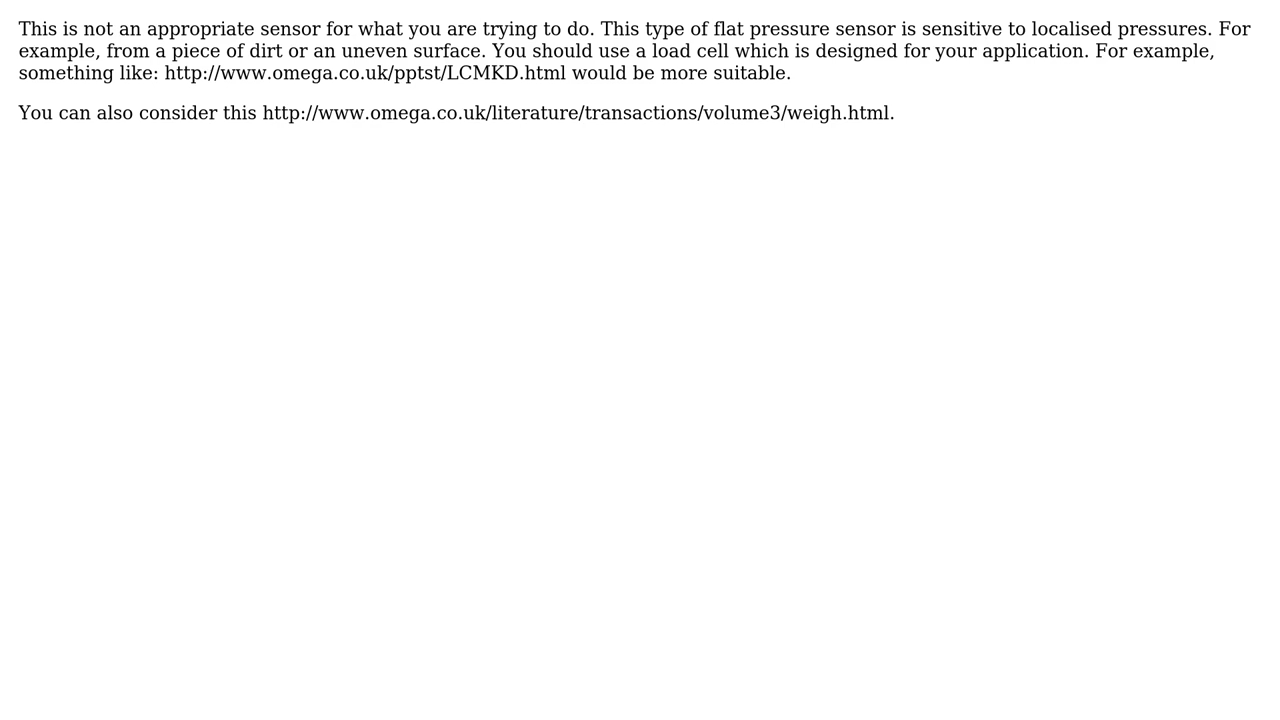 This is not an appropriate sensor for what you are trying to do. This type of flat pressure sensor is sensitive to localised pressures. For
example, from a piece of dirt or an uneven surface. You should use a load cell which is designed for your application. For example,
something like: http://www.omega.co.uk/pptst/LCMKD.html would be more suitable.
You can also consider this http://www.omega.co.uk/literature/transactions/volume3/weigh.html.